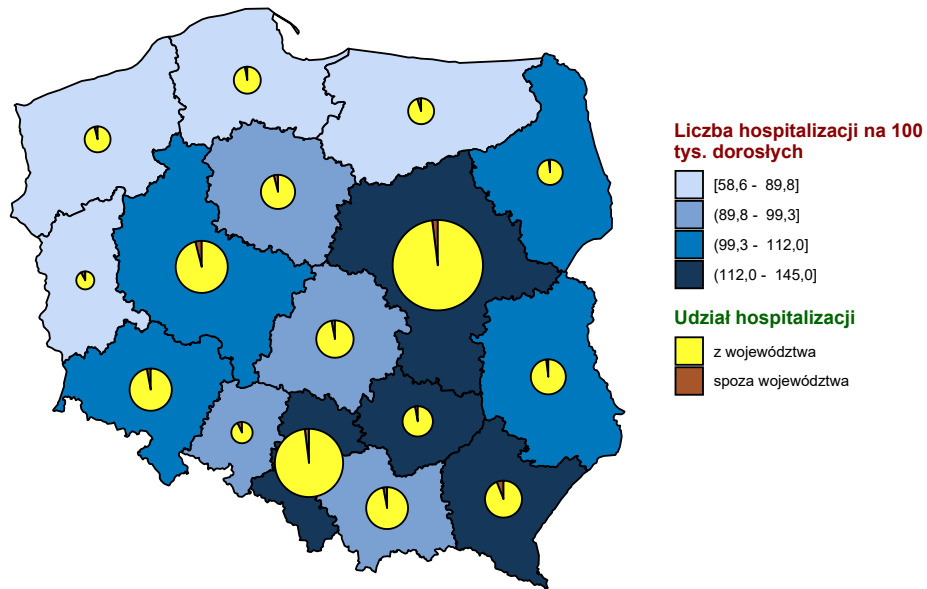 Liczba hospitalizacji na 100
tys. dorosłych
[58,6 - 89,8]
(89,8 - 99,3]
(99,3 - 112,0]
(112,0 - 145,0]
Udział hospitalizacji
z województwa
spoza województwa